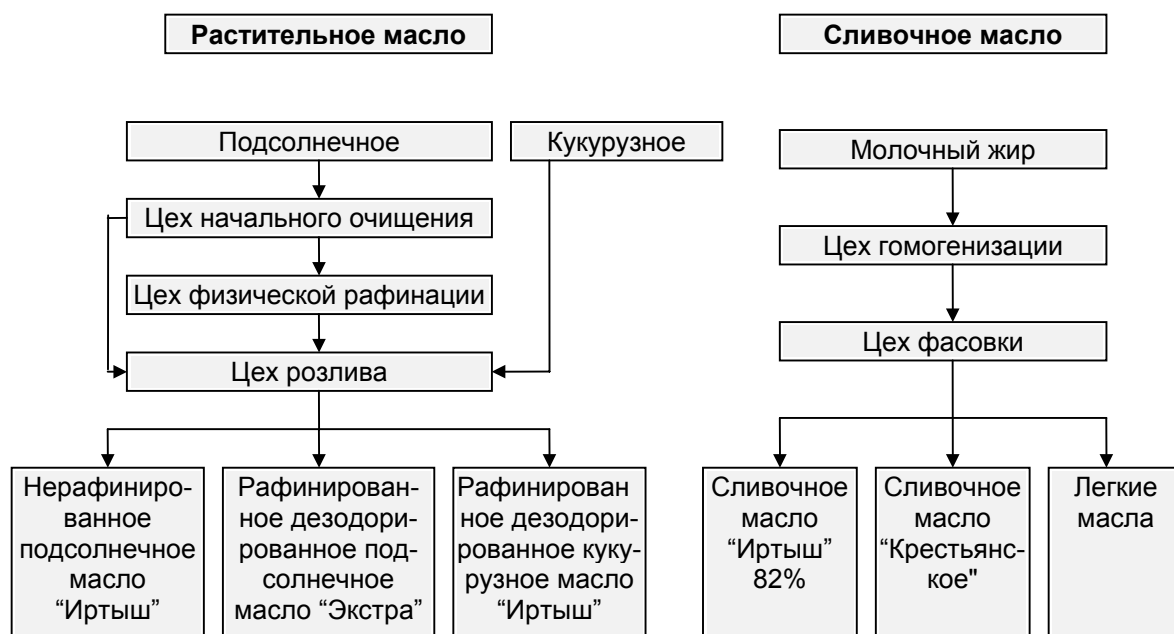 Растительное масло
Сливочное масло
Подсолнечное
Кукурузное
Молочный жир
Цех начального очищения
Цех гомогенизации
Цех физической рафинации
Цех розлива
Цех фасовки
Нерафиниро-
ванное
подсолнечное
масло
“Иртыш”
Рафинирован-
ное дезодори-
рованное под-
солнечное
масло “Экстра”
Рафинирован
ное дезодори-
рованное куку-
рузное масло
“Иртыш”
Сливочное
масло
“Иртыш”
82%
Сливочное
масло
“Крестьянс-
кое"
Легкие
масла